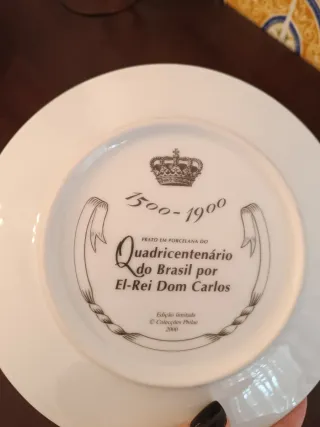 1500-1900
PRATO EM PORCELANA DO
Quadricentenário
do Brasil por
El-Rei Dom Carlos
Edição limitada
© Colecções Philae
2000